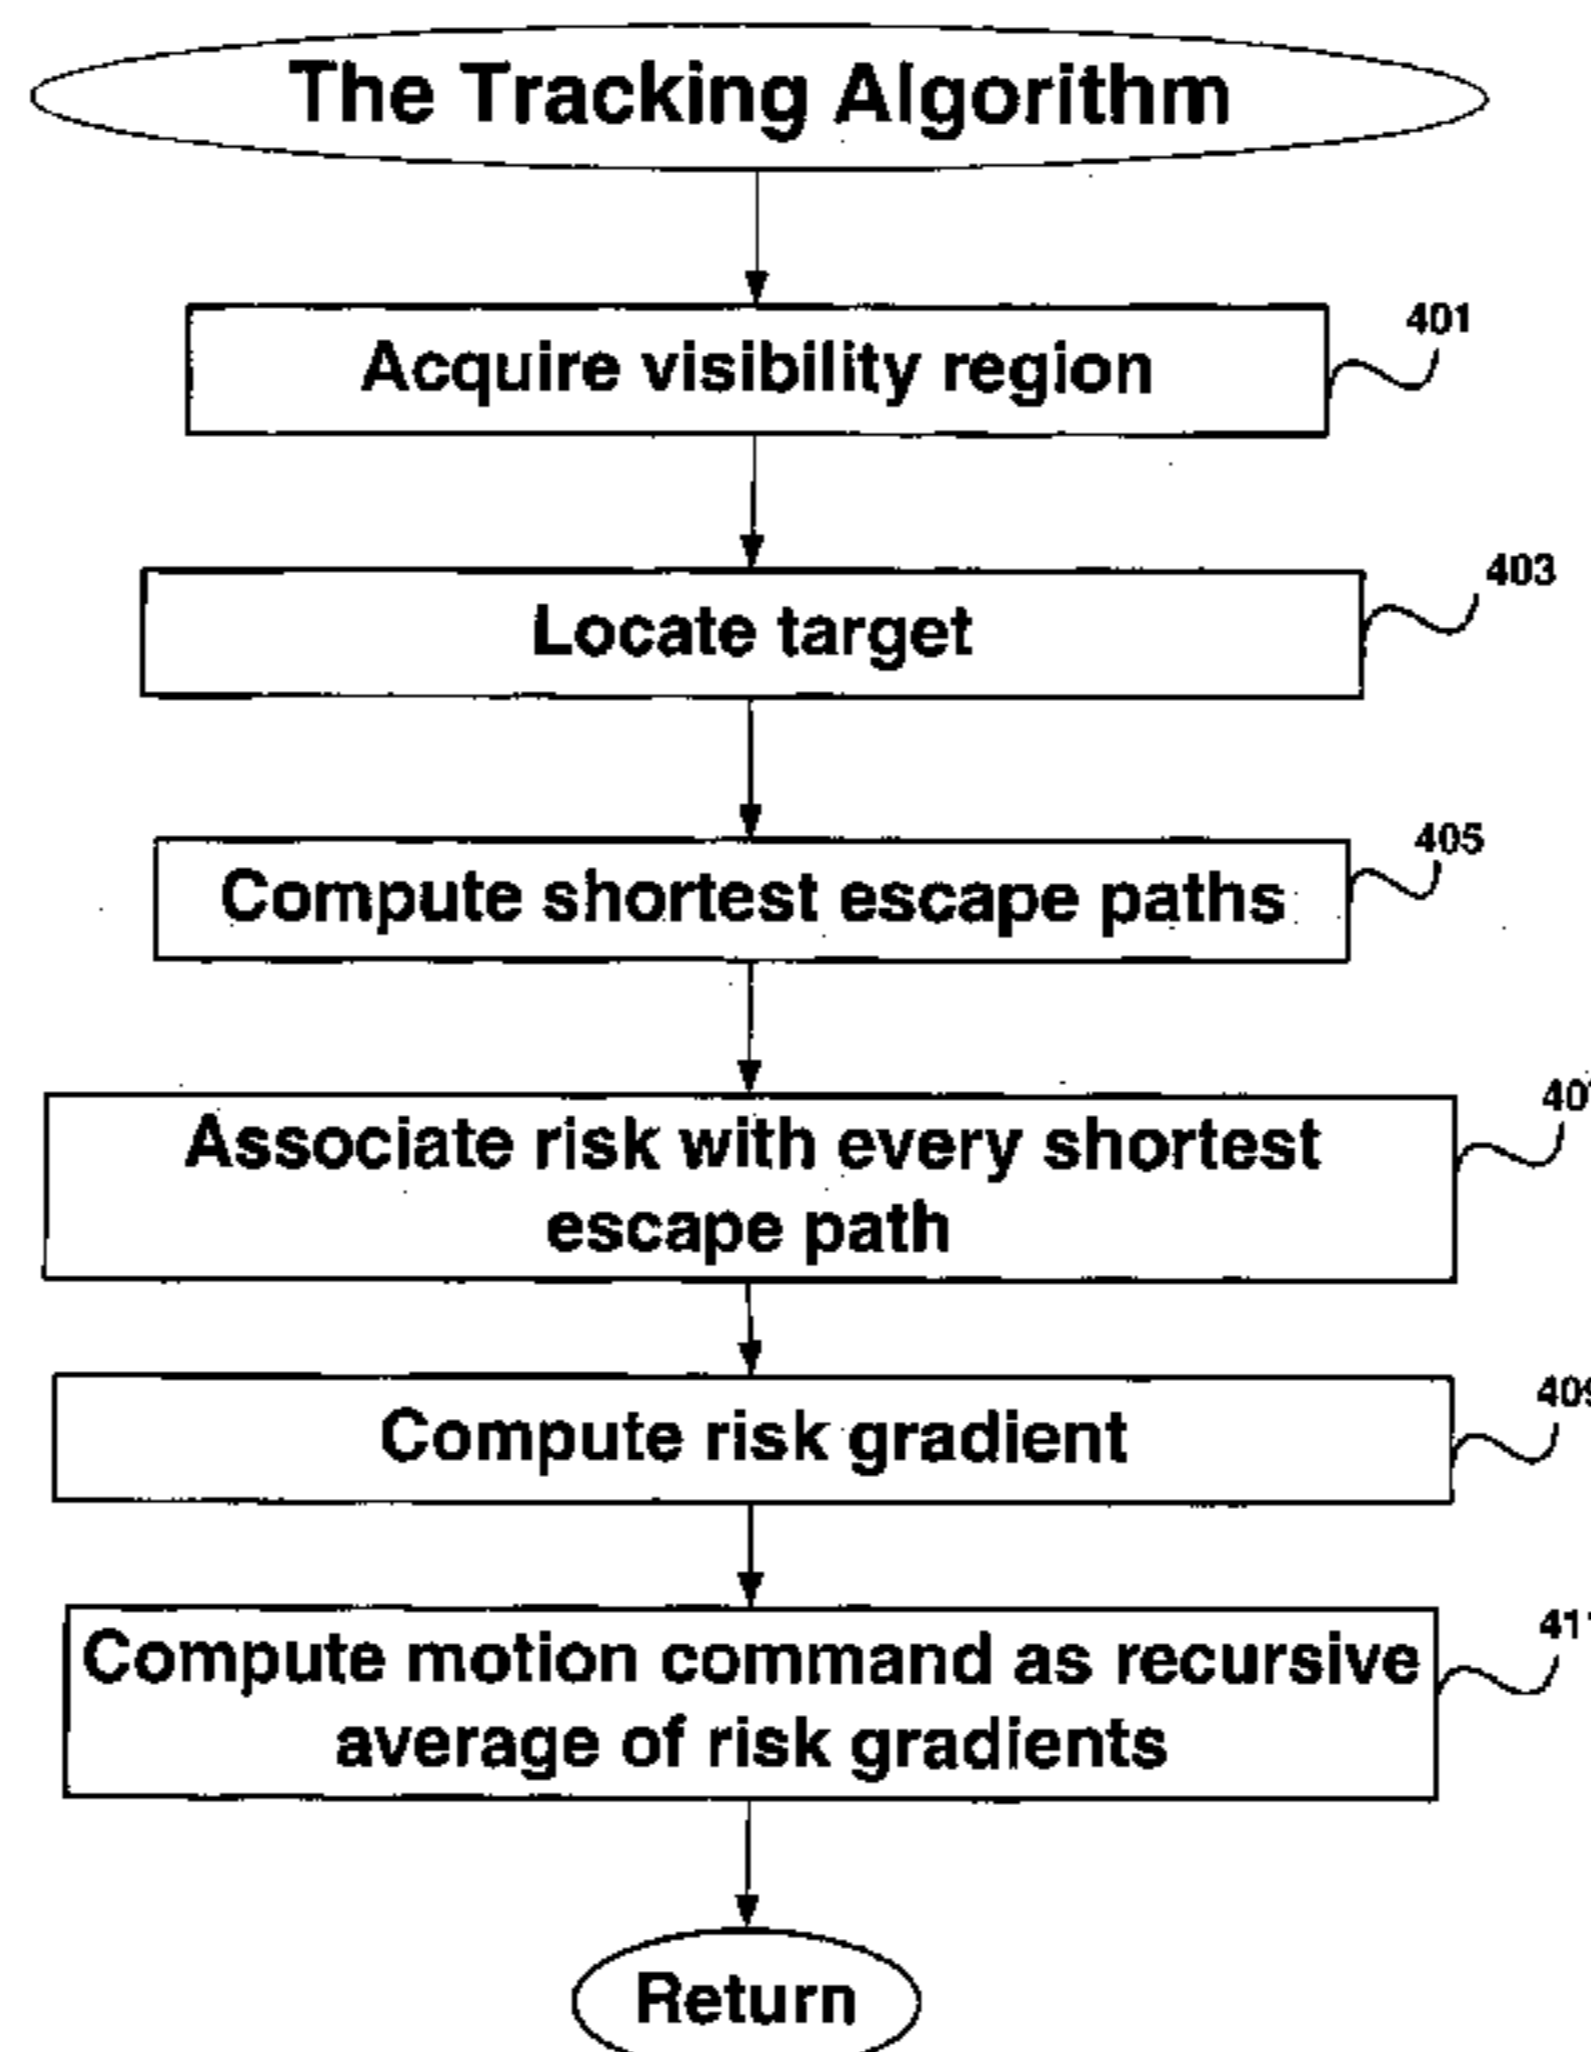 The Tracking Algorithm
Acquire visibility region
401
Locate target
403
Compute shortest escape paths
405
Associate risk with every shortest
escape path
Compute risk gradient
409
Compute motion command as recursive
average of risk gradients
Return